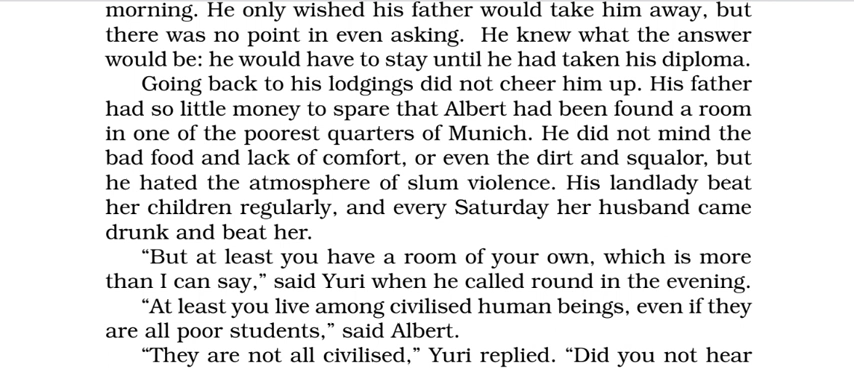 morning. He only wished his father would take him away, but
there was no point in even asking.  He knew what the answer
would be: he would have to stay until he had taken his diploma.
Going back to his lodgings did not cheer him up. His father
had so little money to spare that Albert had been found a room
in one of the poorest quarters of Munich. He did not mind the
bad food and lack of comfort, or even the dirt and squalor, but
he hated the atmosphere of slum violence. His landlady beat
her children regularly, and every Saturday her husband came
drunk and beat her.
“But at least you have a room of your own, which is more
than I can say,” said Yuri when he called round in the evening.
“At least you live among civilised human beings, even if they
are all poor students,” said Albert.
“They are not all civilised,” Yuri replied. “Did you not hear